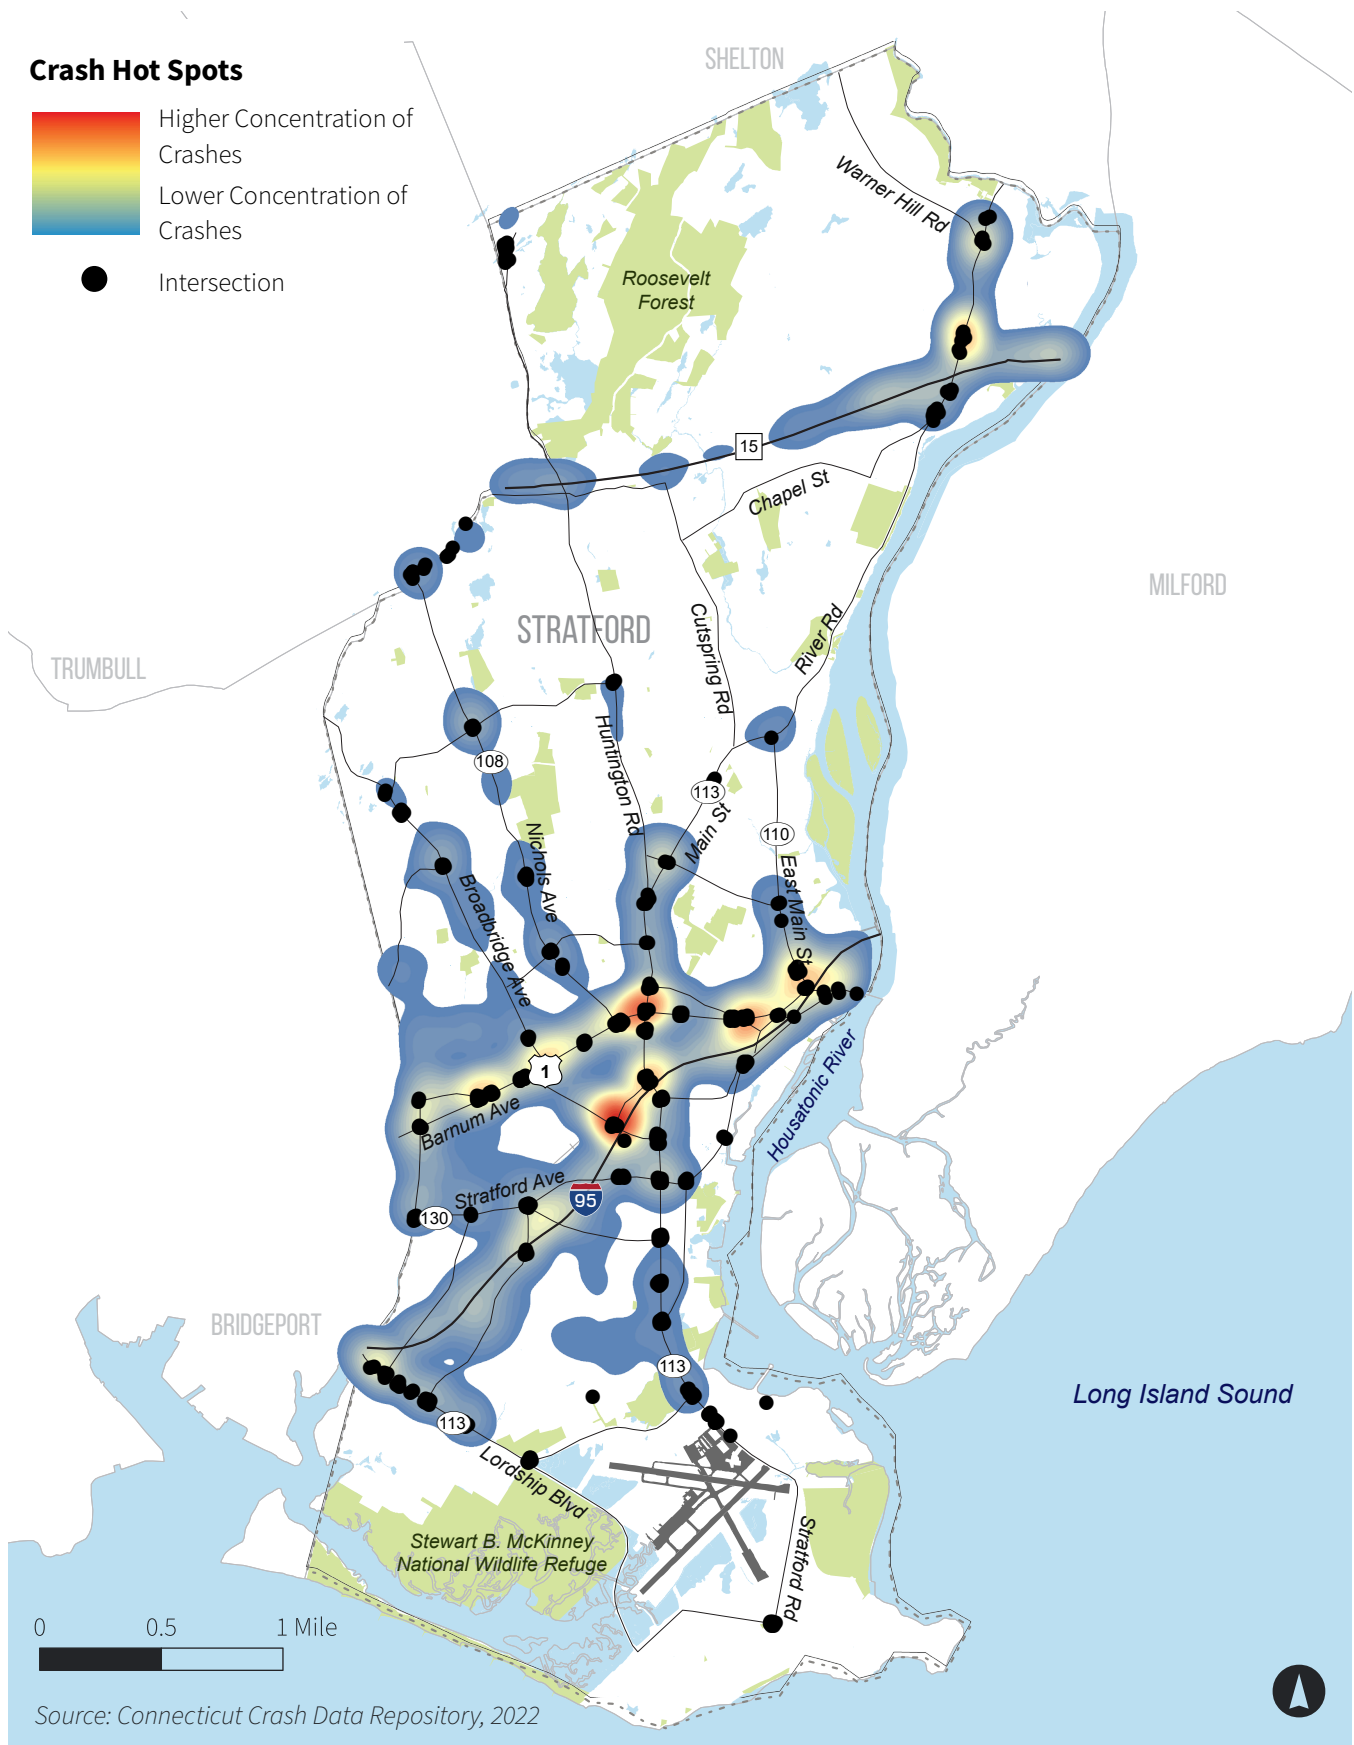 Crash Hot Spots
Higher Concentration of
Crashes
Lower Concentration of
Crashes
Intersection
SHELTON
Warner Hill Rd
Roosevelt
Forest
15
Chapel St
STRATFORD
MILFORD
TRUMBULL
Cutspring Rd
River Rd
108
Huntington Rd
113
Main St
110
Nichols Ave
East Main St
Broadbridge Ave
1
Barnum Ave
Housatonic River
Stratford Ave
95
130
BRIDGEPORT
113
Long Island Sound
113
Lordship Blvd
Stewart B. McKinney
National Wildlife Refuge
Stratford Rd
0 0.5 1 Mile
Source: Connecticut Crash Data Repository, 2022